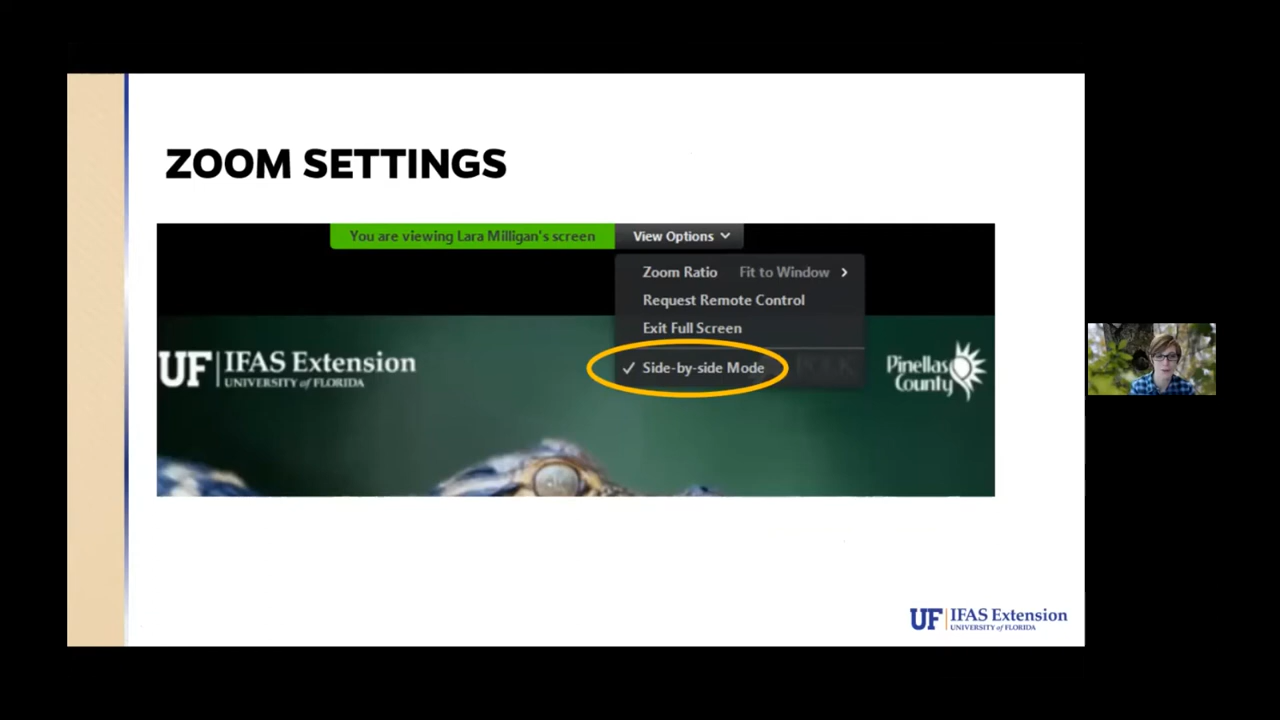 ZOOM SETTINGS
You are viewing Lara Milligan's screen
View Options
Zoom Ratio Fit to Window
Request Remote Control
Exit Full Screen
Side-by-side Mode
UF IFAS Extension
UNIVERSITY of FLORIDA
Pinellas
County
UF IFAS Extension
UNIVERSITY of FLORIDA